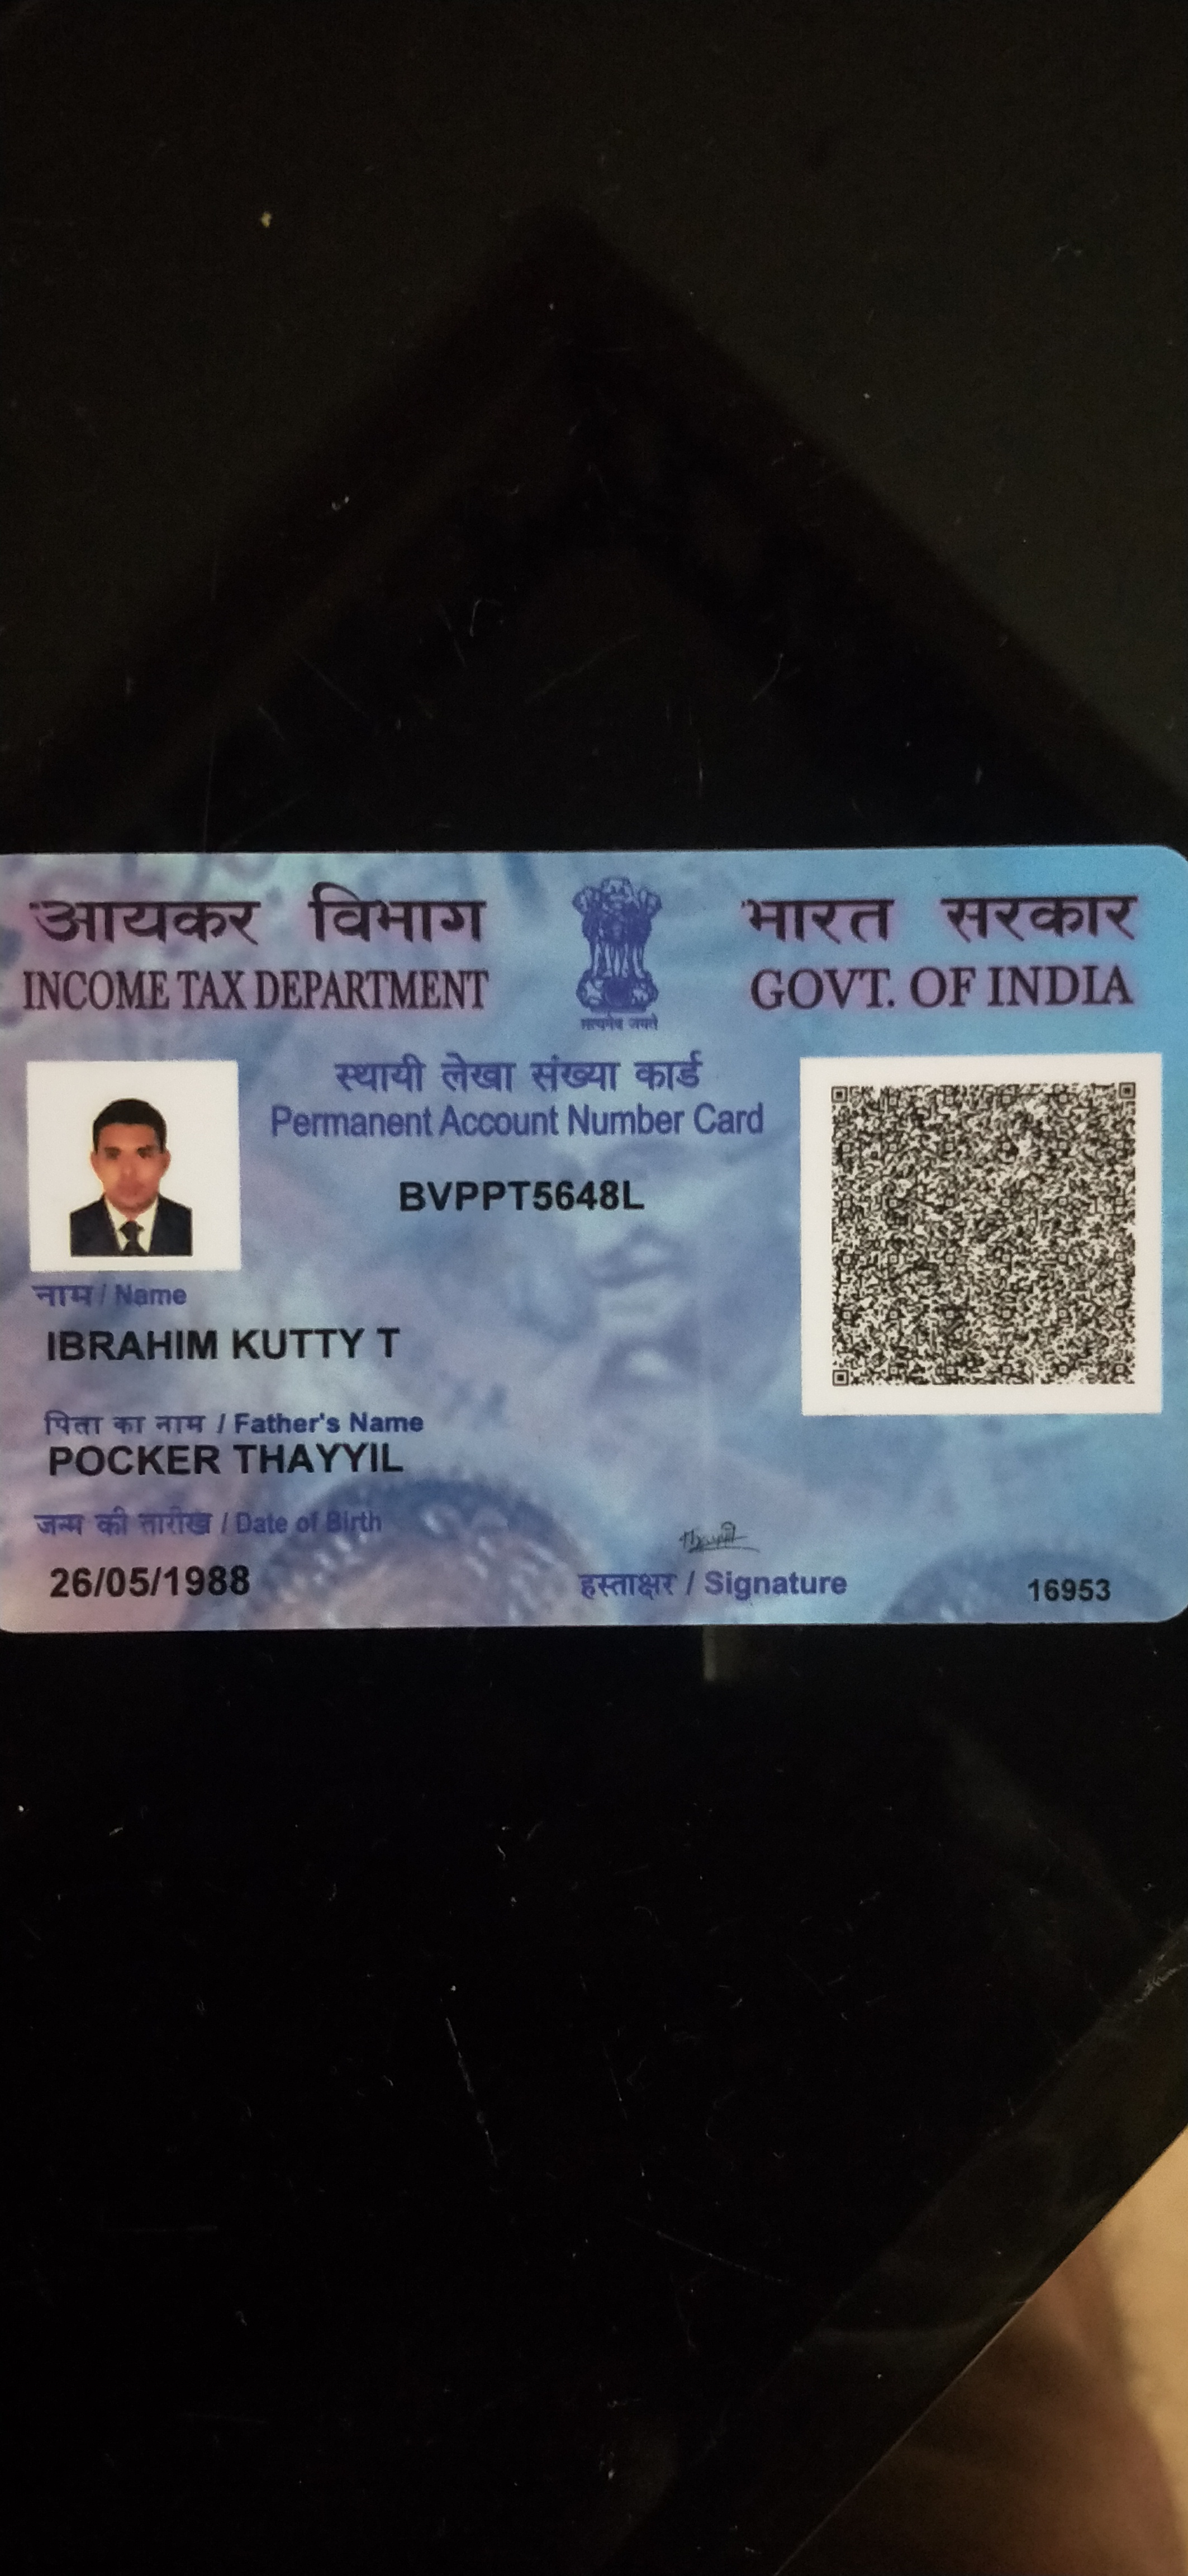 आयकर विभाग
INCOME TAX DEPARTMENT
सत्यमेव जयते
भारत सरकार
GOVT. OF INDIA
स्थायी लेखा संख्या कार्ड
Permanent Account Number Card
BVPPT5648L
नाम / Name
IBRAHIM KUTTY T
पिता का नाम / Father's Name
POCKER THAYYIL
जन्म की तारीख / Date of Birth
26/05/1988
हस्ताक्षर / Signature
16953